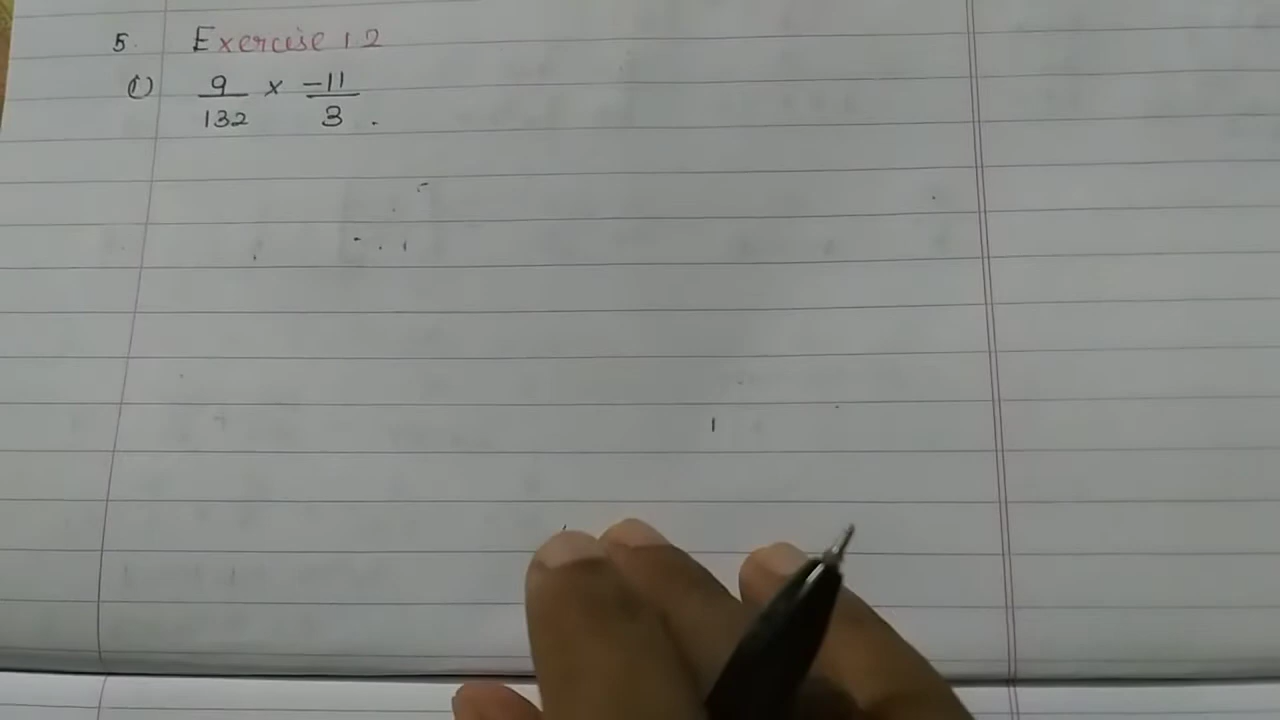 5. Exercise 1 2
(i) 9/132 × -11/3 .